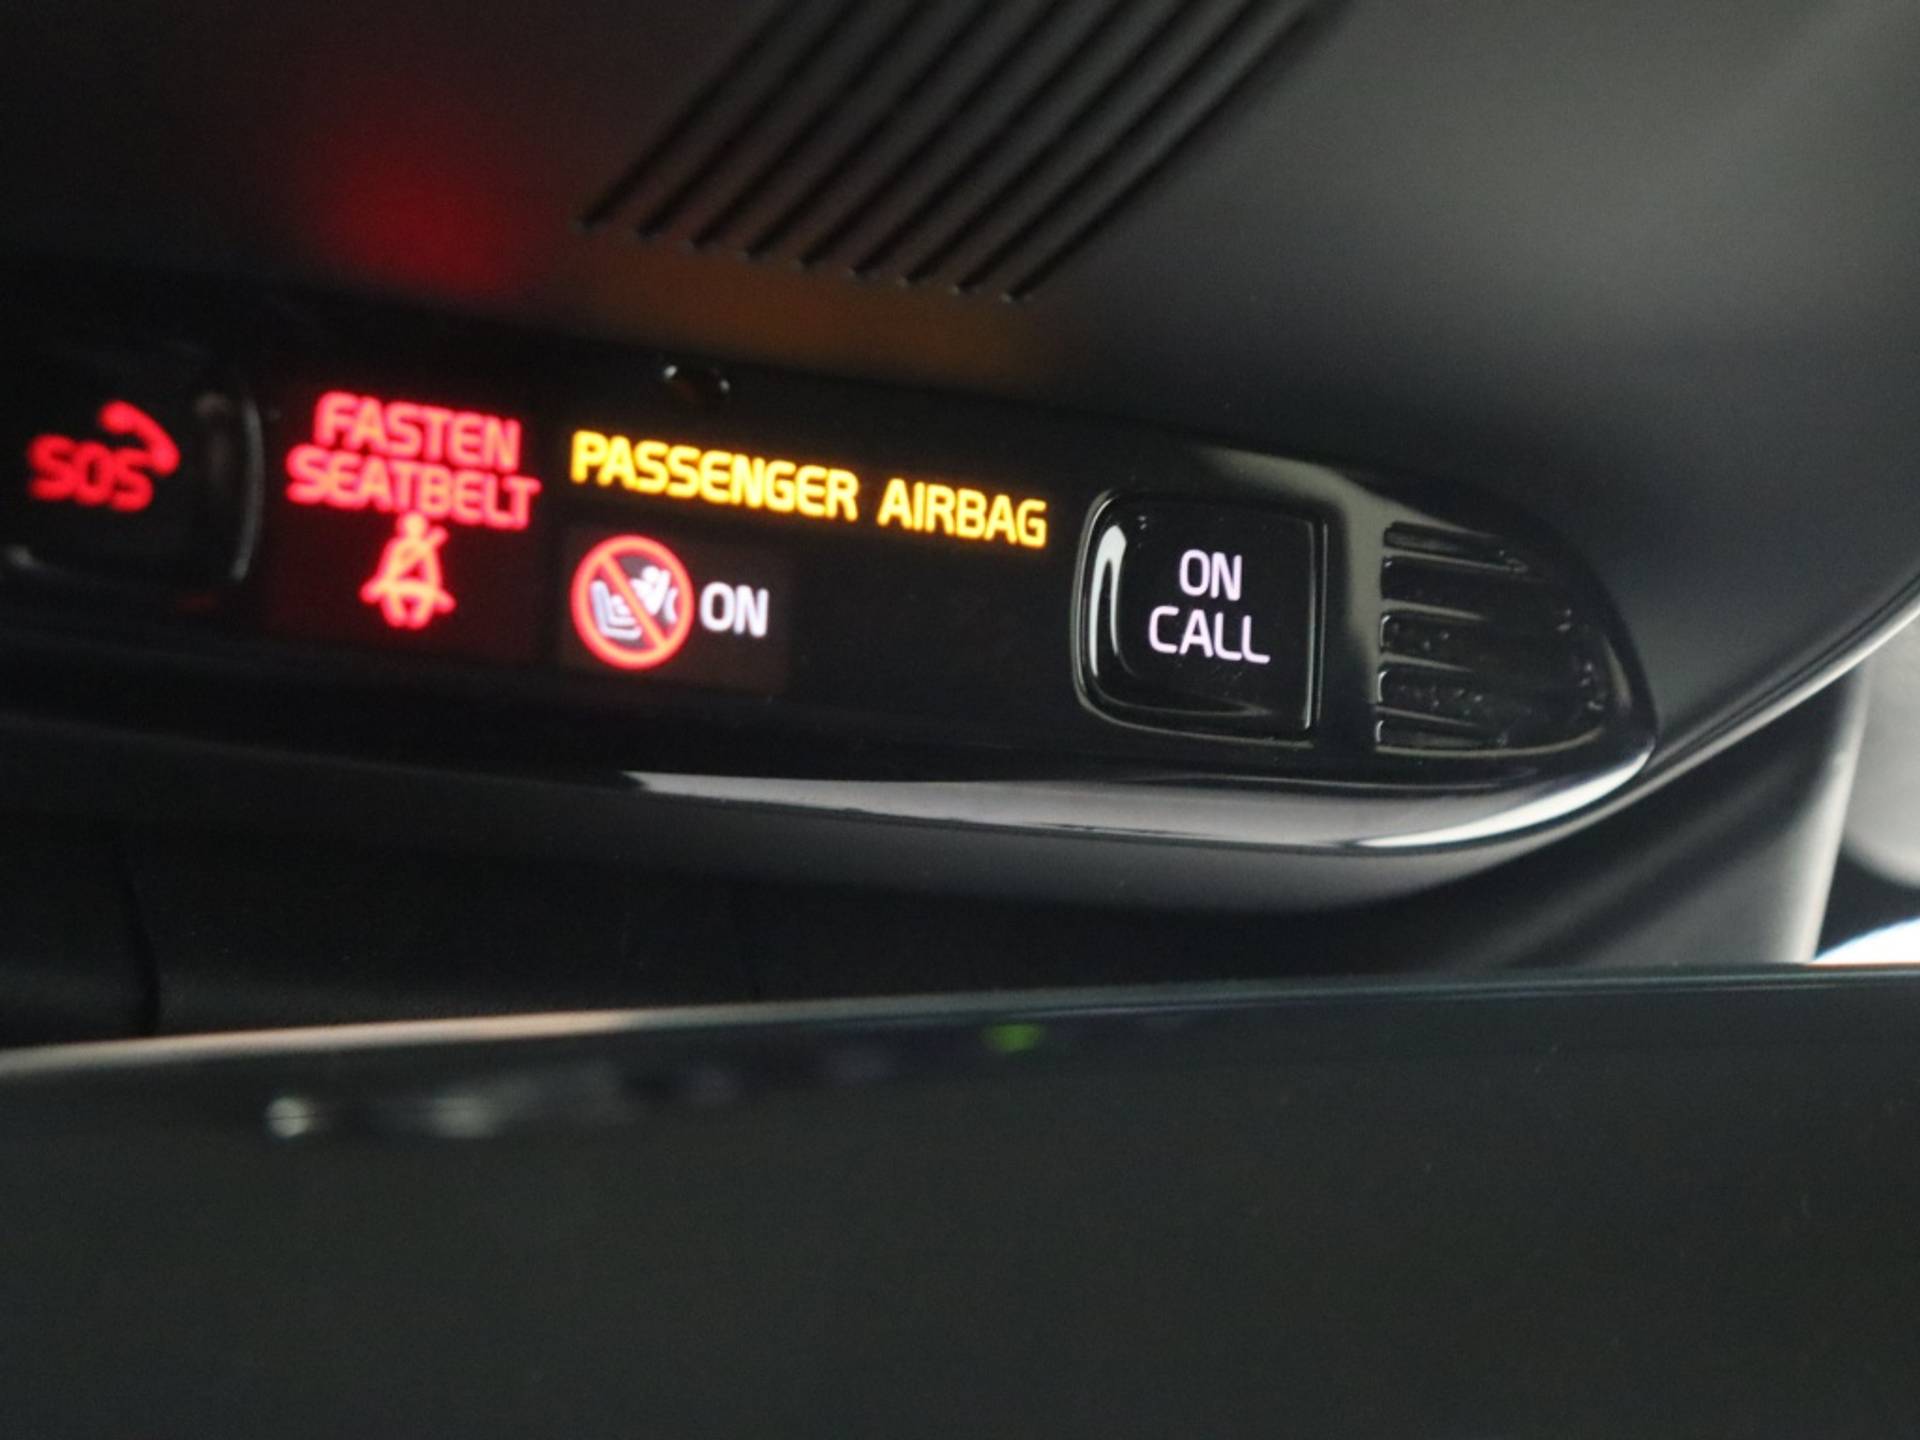 SOS
FASTEN
SEATBELT
PASSENGER AIRBAG
ON
ON
CALL